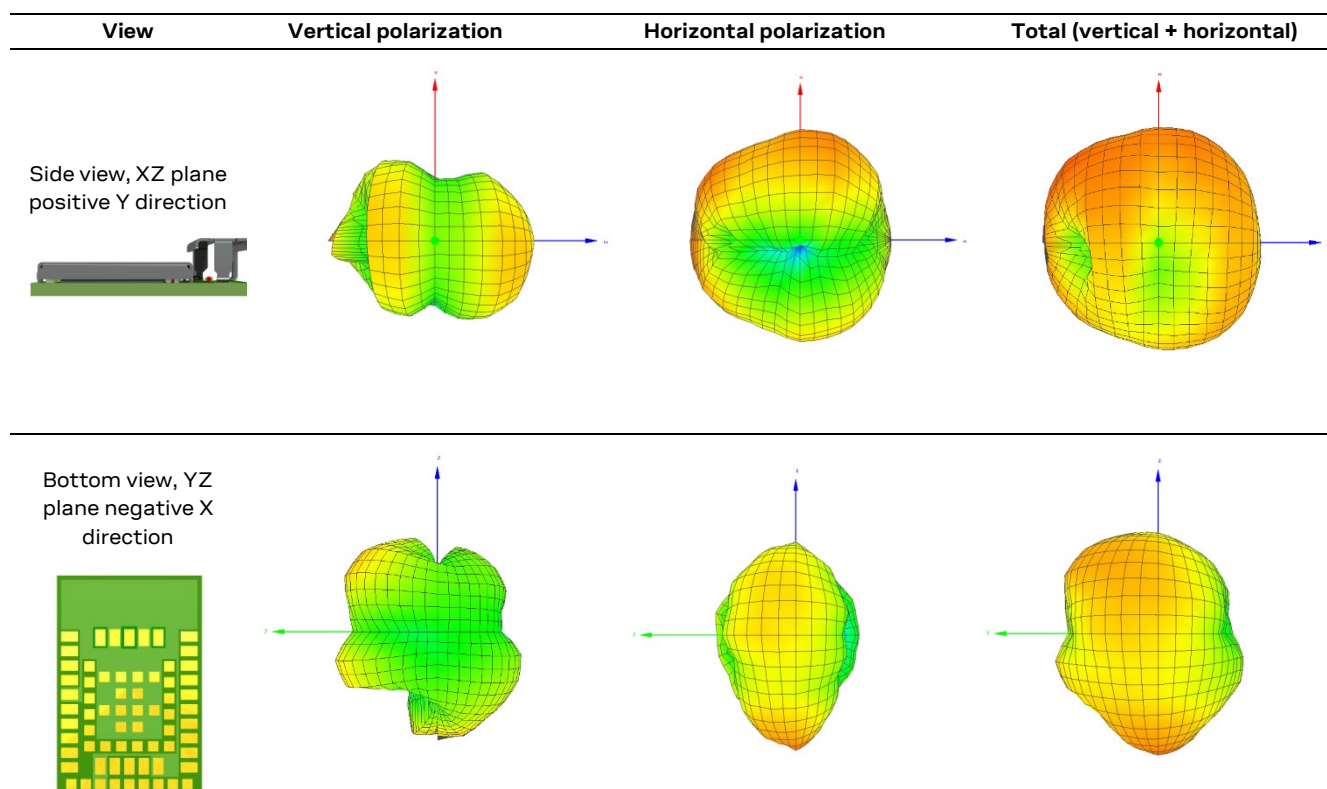 View Vertical polarization Horizontal polarization Total (vertical + horizontal)
Side view, XZ plane
positive Y direction
Bottom view, YZ
plane negative X
direction